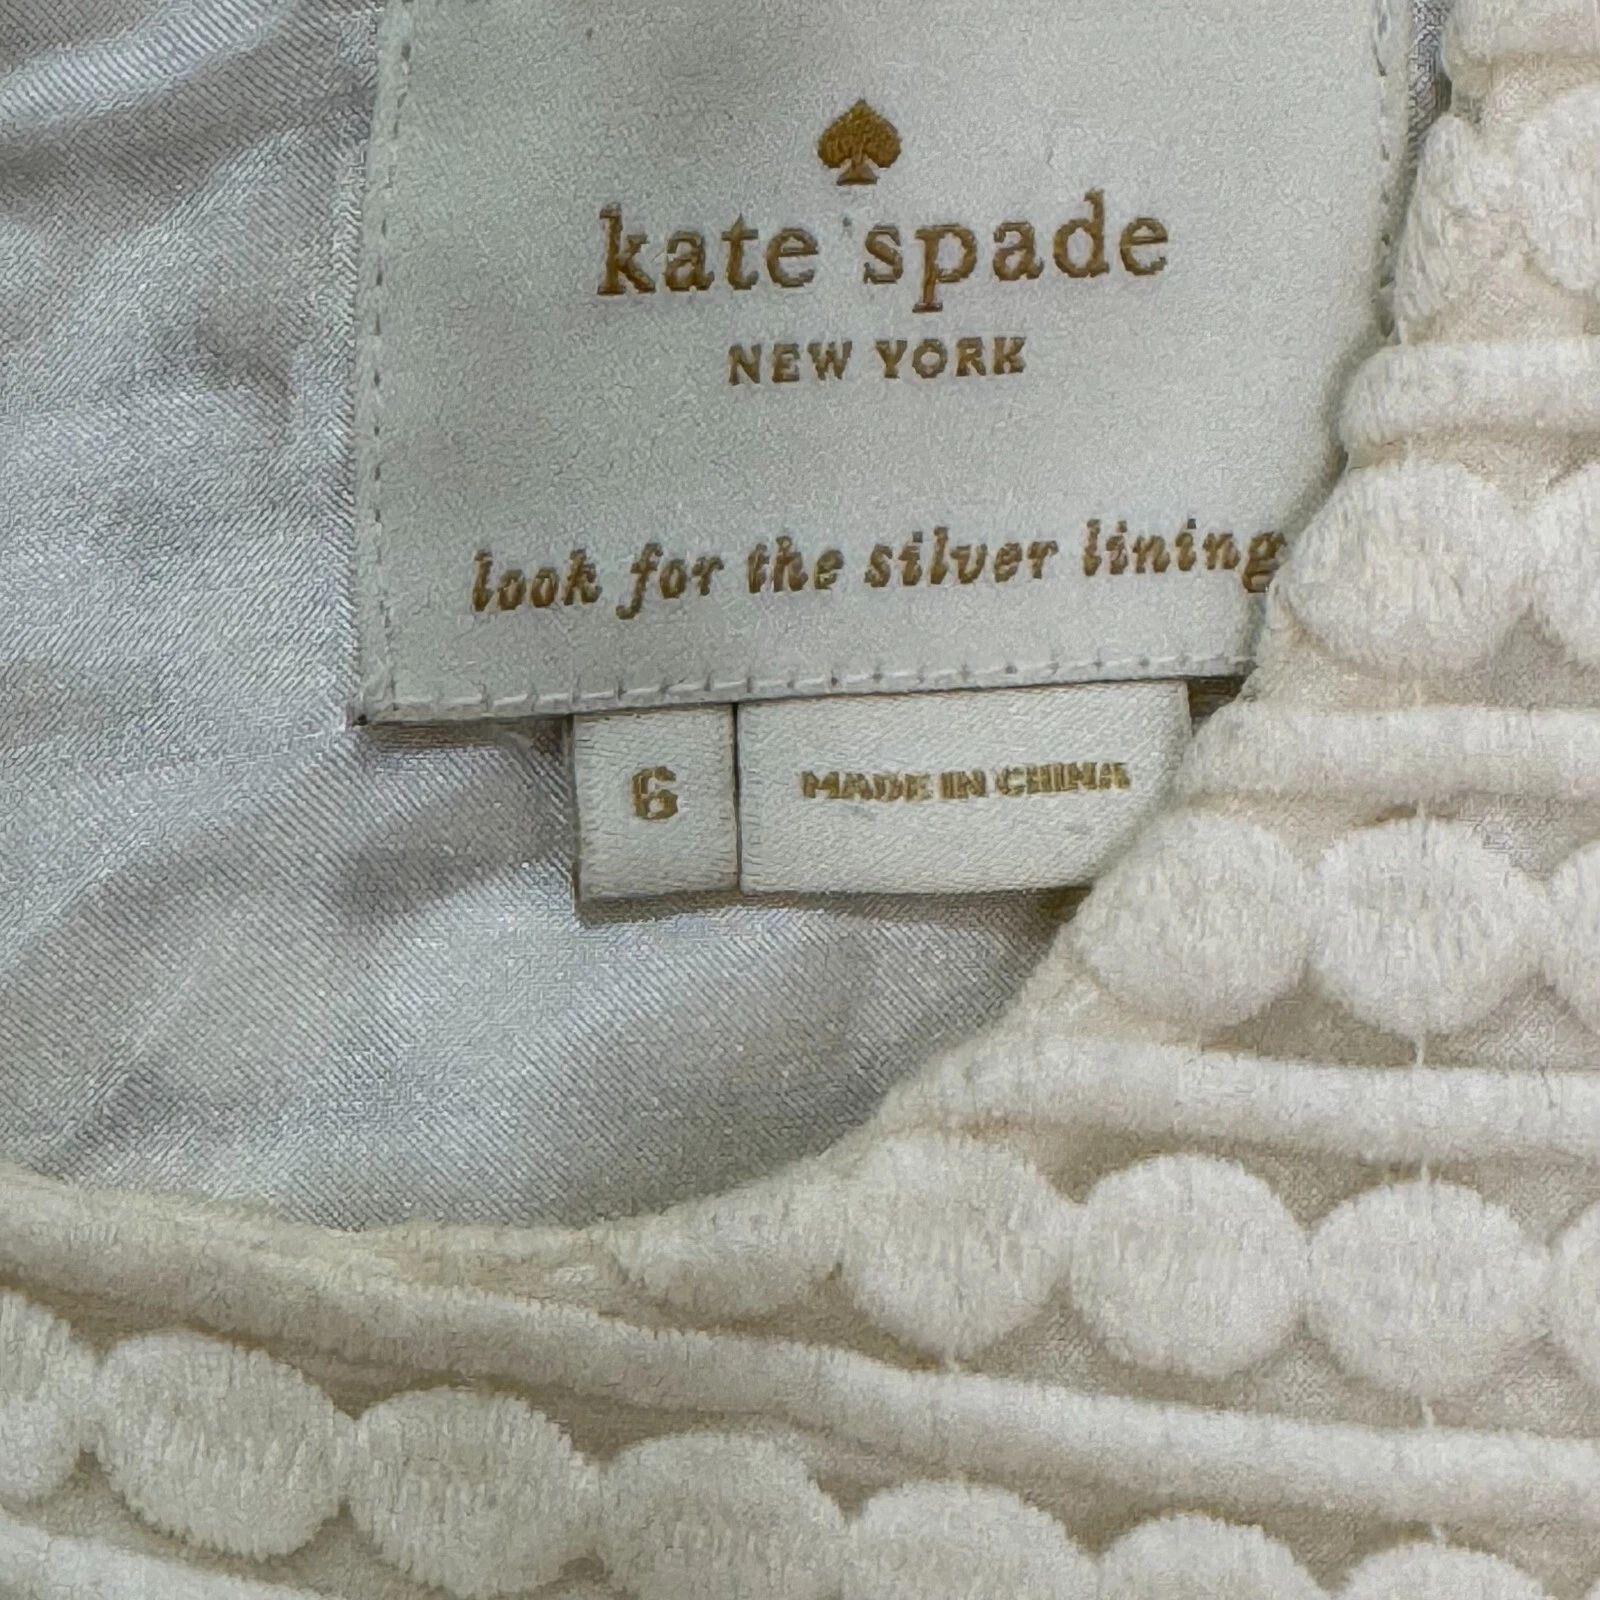 kate spade
NEW YORK
look for the silver lining
6
MADE IN CHINA